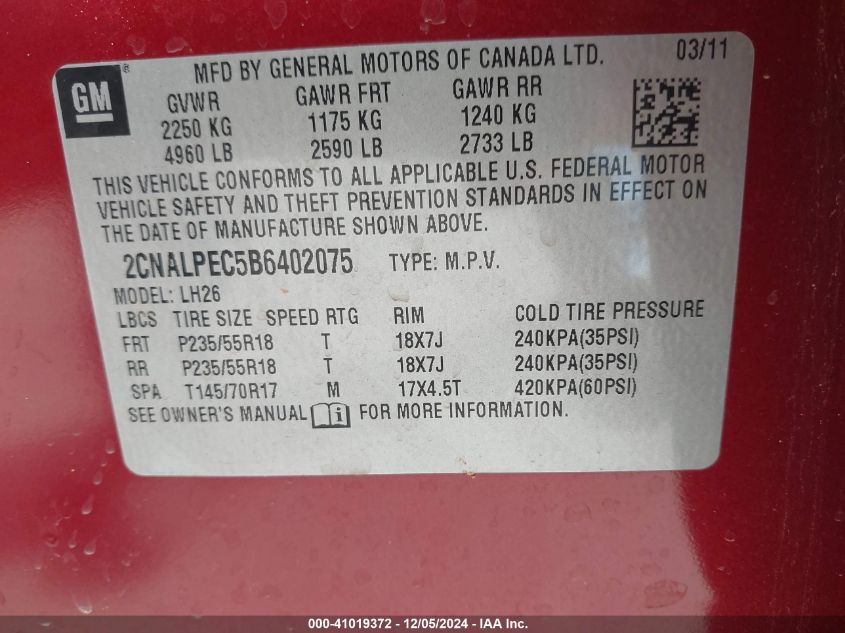 GM ®
MFD BY GENERAL MOTORS OF CANADA LTD. 03/11
GVWR GAWR FRT GAWR RR
2250 KG 1175 KG 1240 KG
4960 LB 2590 LB 2733 LB
THIS VEHICLE CONFORMS TO ALL APPLICABLE U.S. FEDERAL MOTOR
VEHICLE SAFETY AND THEFT PREVENTION STANDARDS IN EFFECT ON
THE DATE OF MANUFACTURE SHOWN ABOVE.
2CNALPEC5B6402075 TYPE: M.P.V.
MODEL: LH26
LBCS TIRE SIZE SPEED RTG RIM COLD TIRE PRESSURE
FRT P235/55R18 T 18X7J 240KPA(35PSI)
RR P235/55R18 T 18X7J 240KPA(35PSI)
SPA T145/70R17 M 17X4.5T 420KPA(60PSI)
SEE OWNER'S MANUAL i FOR MORE INFORMATION.
000-41019372 - 12/05/2024 - IAA Inc.